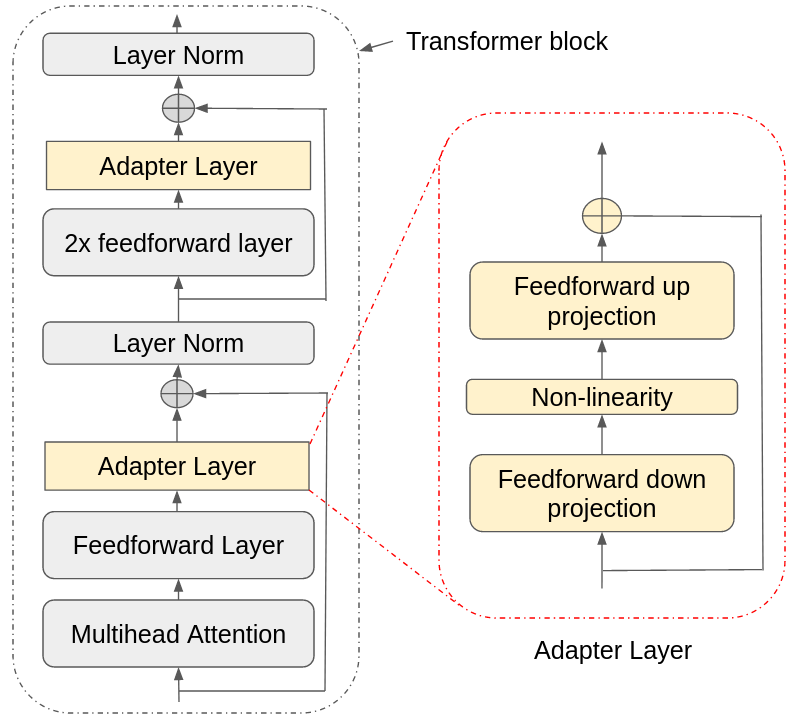 Transformer block
Layer Norm
Adapter Layer
2x feedforward layer
Layer Norm
Adapter Layer
Feedforward Layer
Multihead Attention
Feedforward up
projection
Non-linearity
Feedforward down
projection
Adapter Layer